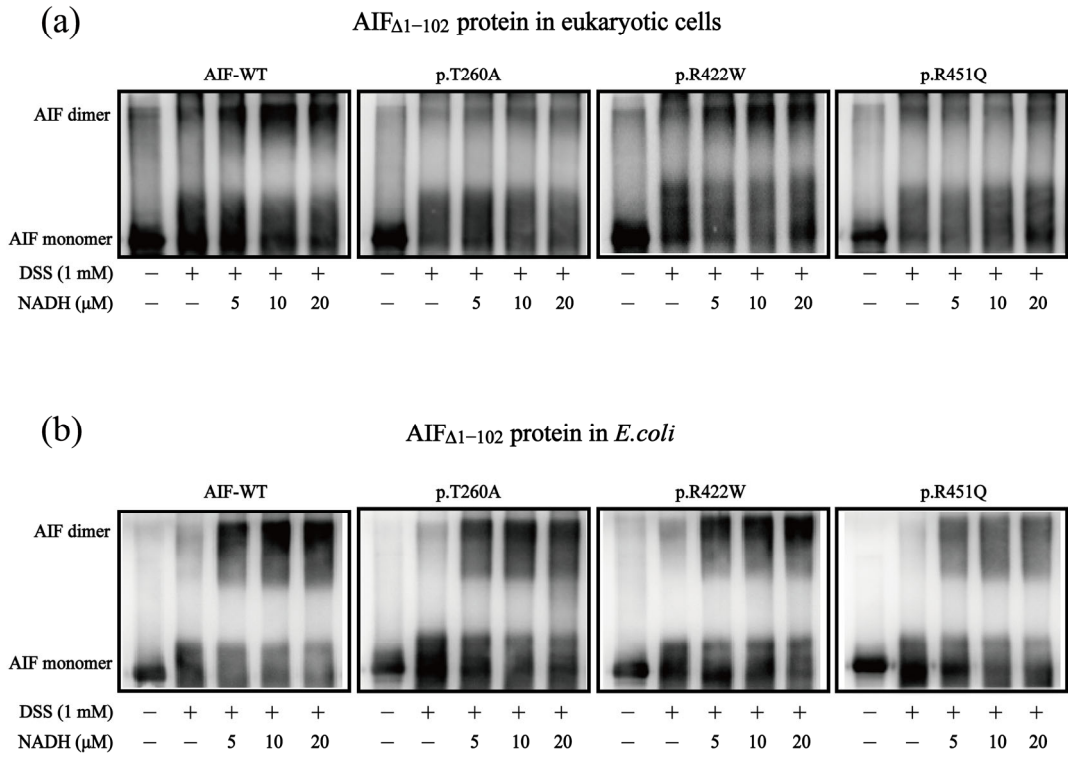 (a)
AIFΔ1−102 protein in eukaryotic cells
AIF-WT p.T260A p.R422W p.R451Q
AIF dimer
AIF monomer
DSS (1 mM) − + + + + − + + + + − + + + + − + + + +
NADH (μM) − − 5 10 20 − − 5 10 20 − − 5 10 20 − − 5 10 20
(b)
AIFΔ1−102 protein in E.coli
AIF-WT p.T260A p.R422W p.R451Q
AIF dimer
AIF monomer
DSS (1 mM) − + + + + − + + + + − + + + + − + + + +
NADH (μM) − − 5 10 20 − − 5 10 20 − − 5 10 20 − − 5 10 20